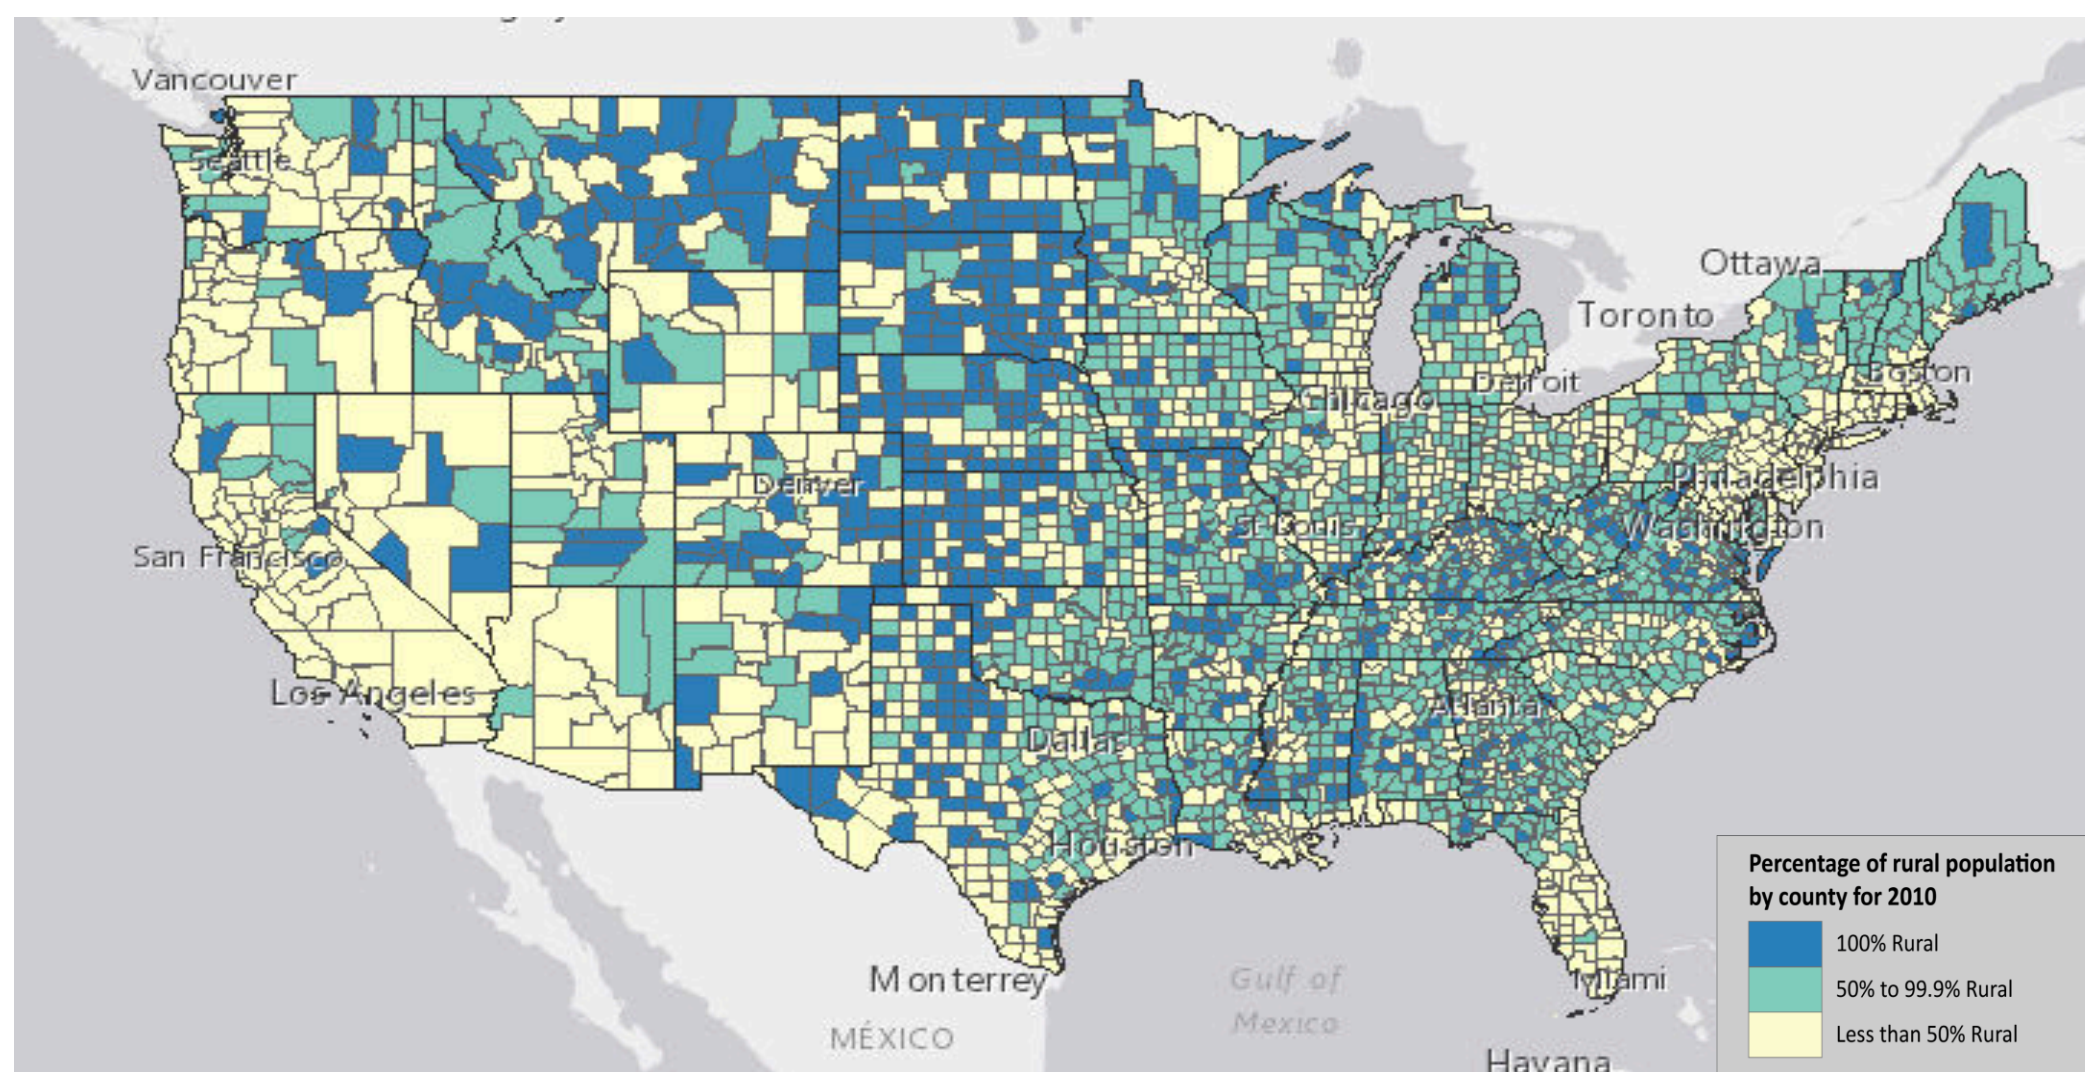 Vancouver
Seattle
Ottawa
Toronto
Boston
Detroit
Chicago
Philadelphia
Denver
Washington
St Louis
San Francisco
Los Angeles
Atlanta
Dallas
Houston
Percentage of rural population
by county for 2010
100% Rural
50% to 99.9% Rural
Less than 50% Rural
Monterrey
Gulf of
Mexico
Miami
MÉXICO
Havana